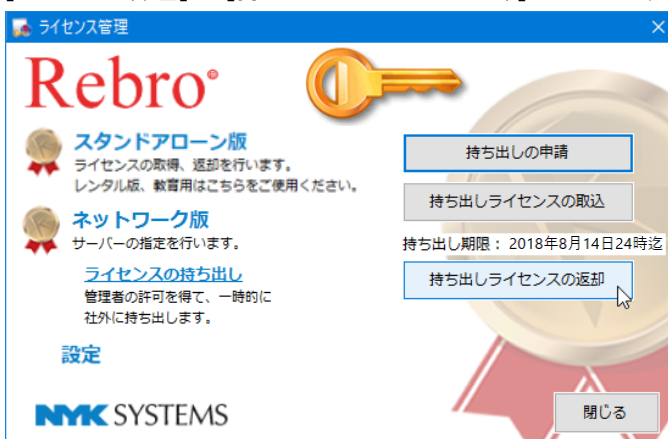 ライセンス管理
Rebro®
スタンドアローン版
ライセンスの取得、返却を行います。
レンタル版、教育用はこちらをご使用ください。
ネットワーク版
サーバーの指定を行います。
ライセンスの持ち出し
管理者の許可を得て、一時的に
社外に持ち出します。
設定
NYK SYSTEMS
持ち出しの申請
持ち出しライセンスの取込
持ち出し期限： 2018年8月14日24時迄
持ち出しライセンスの返却
閉じる